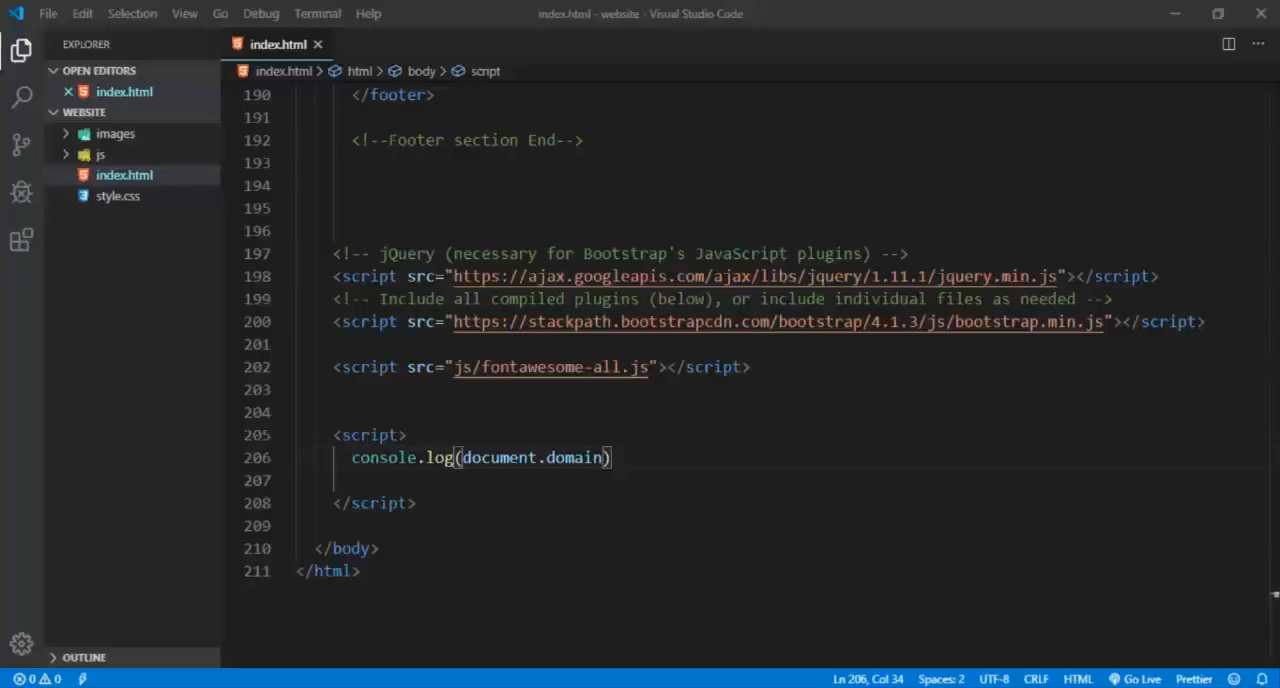 File Edit Selection View Go Debug Terminal Help index.html - website - Visual Studio Code
EXPLORER
OPEN EDITORS
index.html
WEBSITE
images
js
index.html
style.css
OUTLINE
index.html
index.html > html > body > script
190 </footer>
191
192 <!--Footer section End-->
193
194
195
196
197 <!-- jQuery (necessary for Bootstrap's JavaScript plugins) -->
198 <script src="https://ajax.googleapis.com/ajax/libs/jquery/1.11.1/jquery.min.js"></script>
199 <!-- Include all compiled plugins (below), or include individual files as needed -->
200 <script src="https://stackpath.bootstrapcdn.com/bootstrap/4.1.3/js/bootstrap.min.js"></script>
201
202 <script src="js/fontawesome-all.js"></script>
203
204
205 <script>
206 console.log(document.domain)
207
208 </script>
209
210 </body>
211 </html>
0 0 Ln 206, Col 34 Spaces: 2 UTF-8 CRLF HTML Go Live Prettier